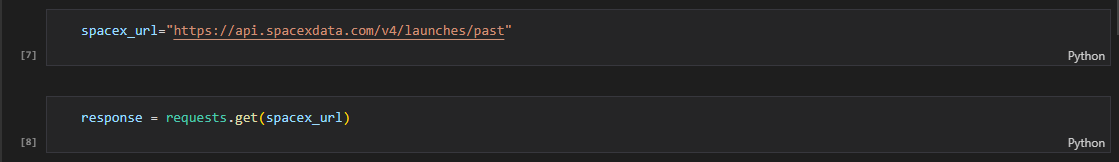 spacex_url="https://api.spacexdata.com/v4/launches/past"
[7]
Python
response = requests.get(spacex_url)
[8]
Python